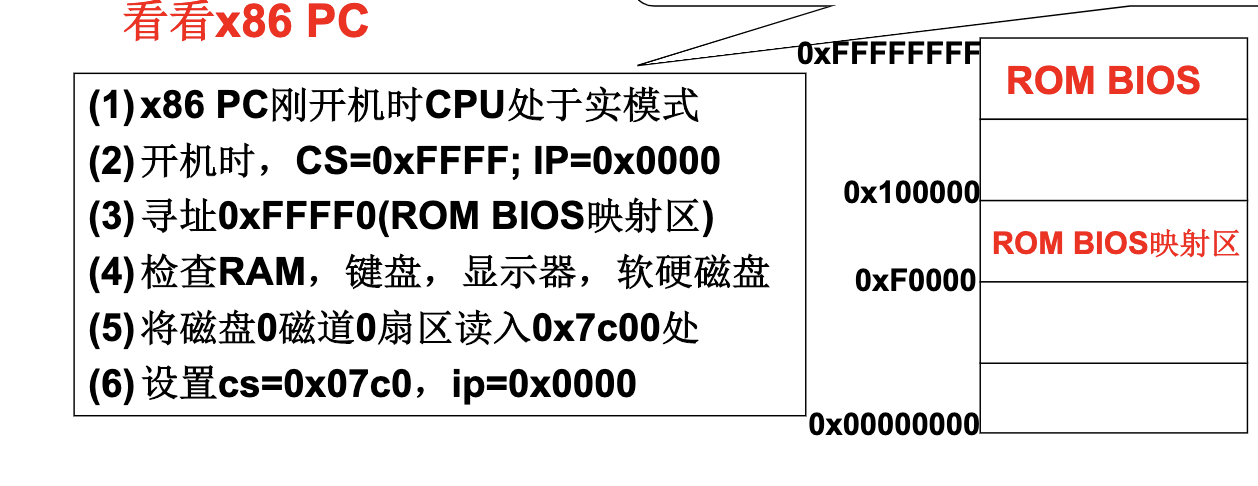 看看x86 PC
(1) x86 PC刚开机时CPU处于实模式
(2) 开机时，CS=0xFFFF; IP=0x0000
(3) 寻址0xFFFF0(ROM BIOS映射区)
(4) 检查RAM，键盘，显示器，软硬磁盘
(5) 将磁盘0磁道0扇区读入0x7c00处
(6) 设置cs=0x07c0，ip=0x0000
0xFFFFFFFF
ROM BIOS
0x100000
ROM BIOS映射区
0xF0000
0x00000000